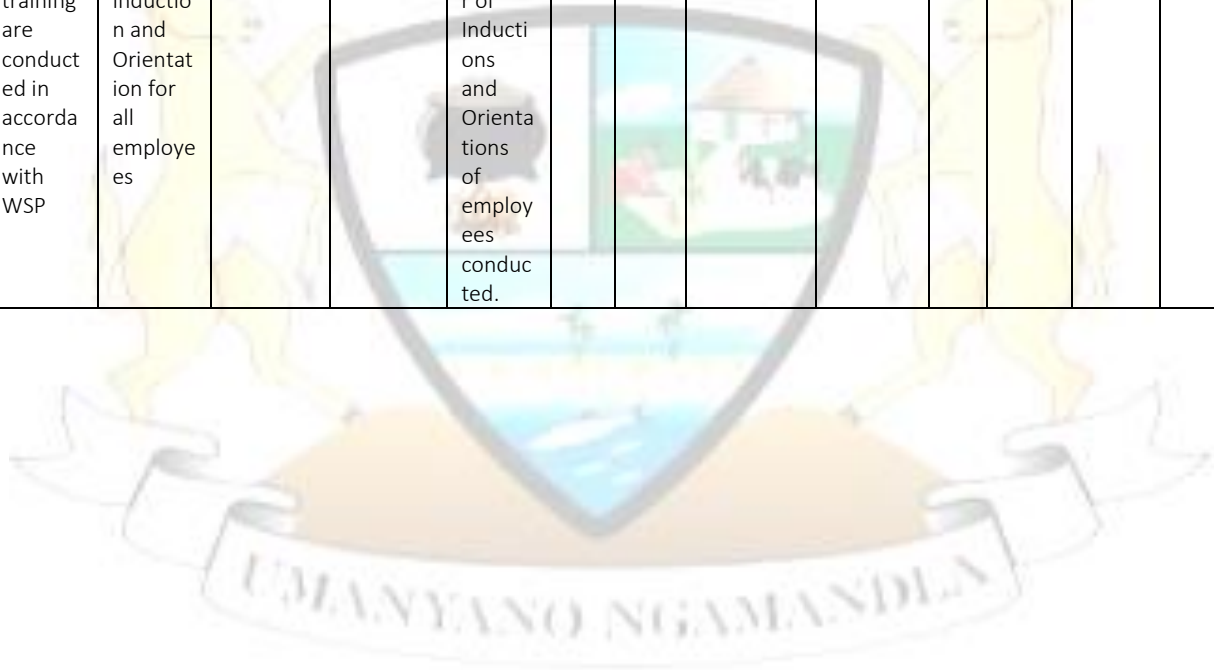 training
are
conduct
ed in
accorda
nce
with
WSP
inductio
n and
Orientat
ion for
all
employe
es
r of
Inducti
ons
and
Orienta
tions
of
employ
ees
conduc
ted.
UMANYANO NGAMANDLA